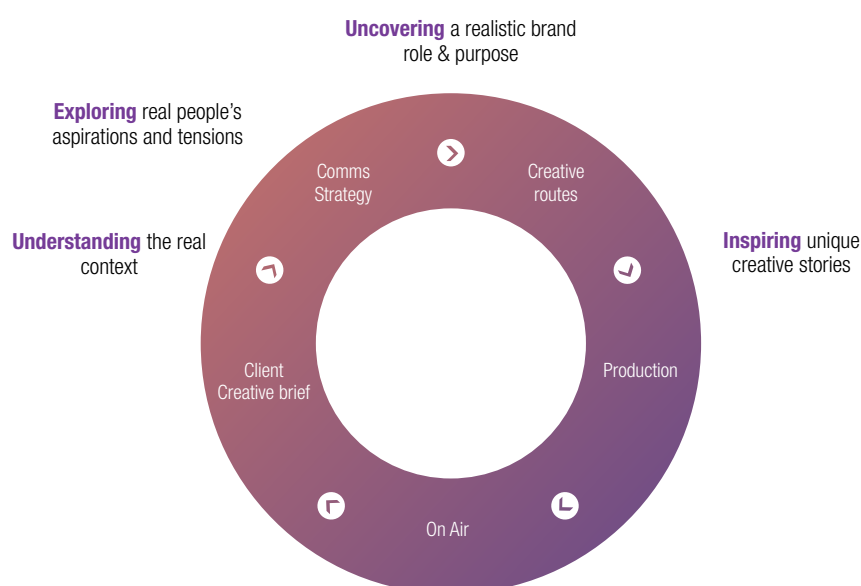 Uncovering a realistic brand
role & purpose
Exploring real people’s
aspirations and tensions
Comms
Strategy
Creative
routes
Understanding the real
context
Inspiring unique
creative stories
Client
Creative brief
Production
On Air